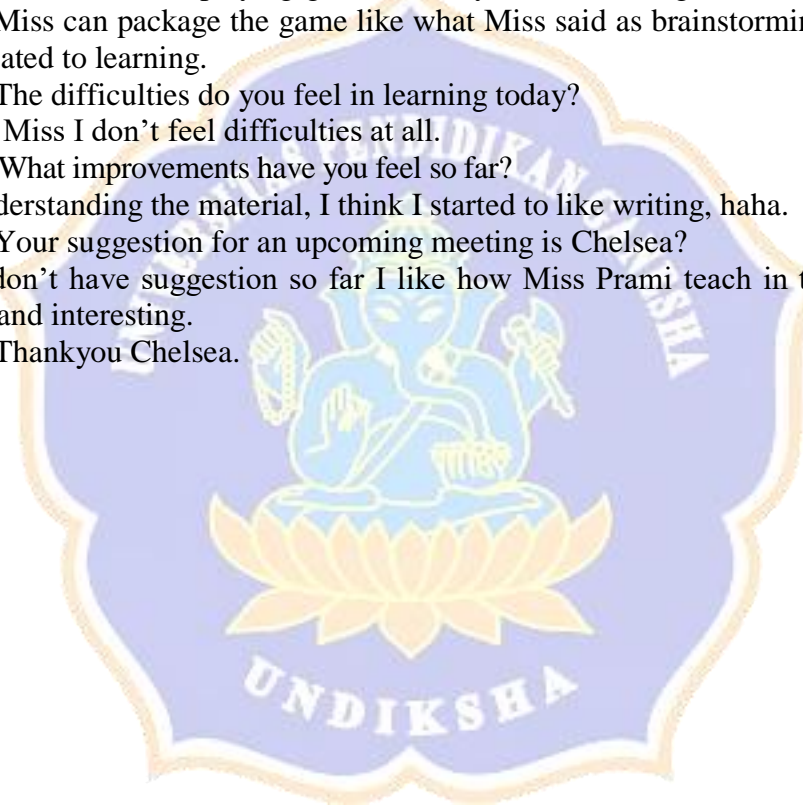 Miss can package the game like what Miss said as brainstormin
ated to learning.
The difficulties do you feel in learning today?
Miss I don’t feel difficulties at all.
What improvements have you feel so far?
derstanding the material, I think I started to like writing, haha.
Your suggestion for an upcoming meeting is Chelsea?
don’t have suggestion so far I like how Miss Prami teach in t
and interesting.
Thankyou Chelsea.
UNIVERSITAS PENDIDIKAN GANESHA
UNDIKSHA